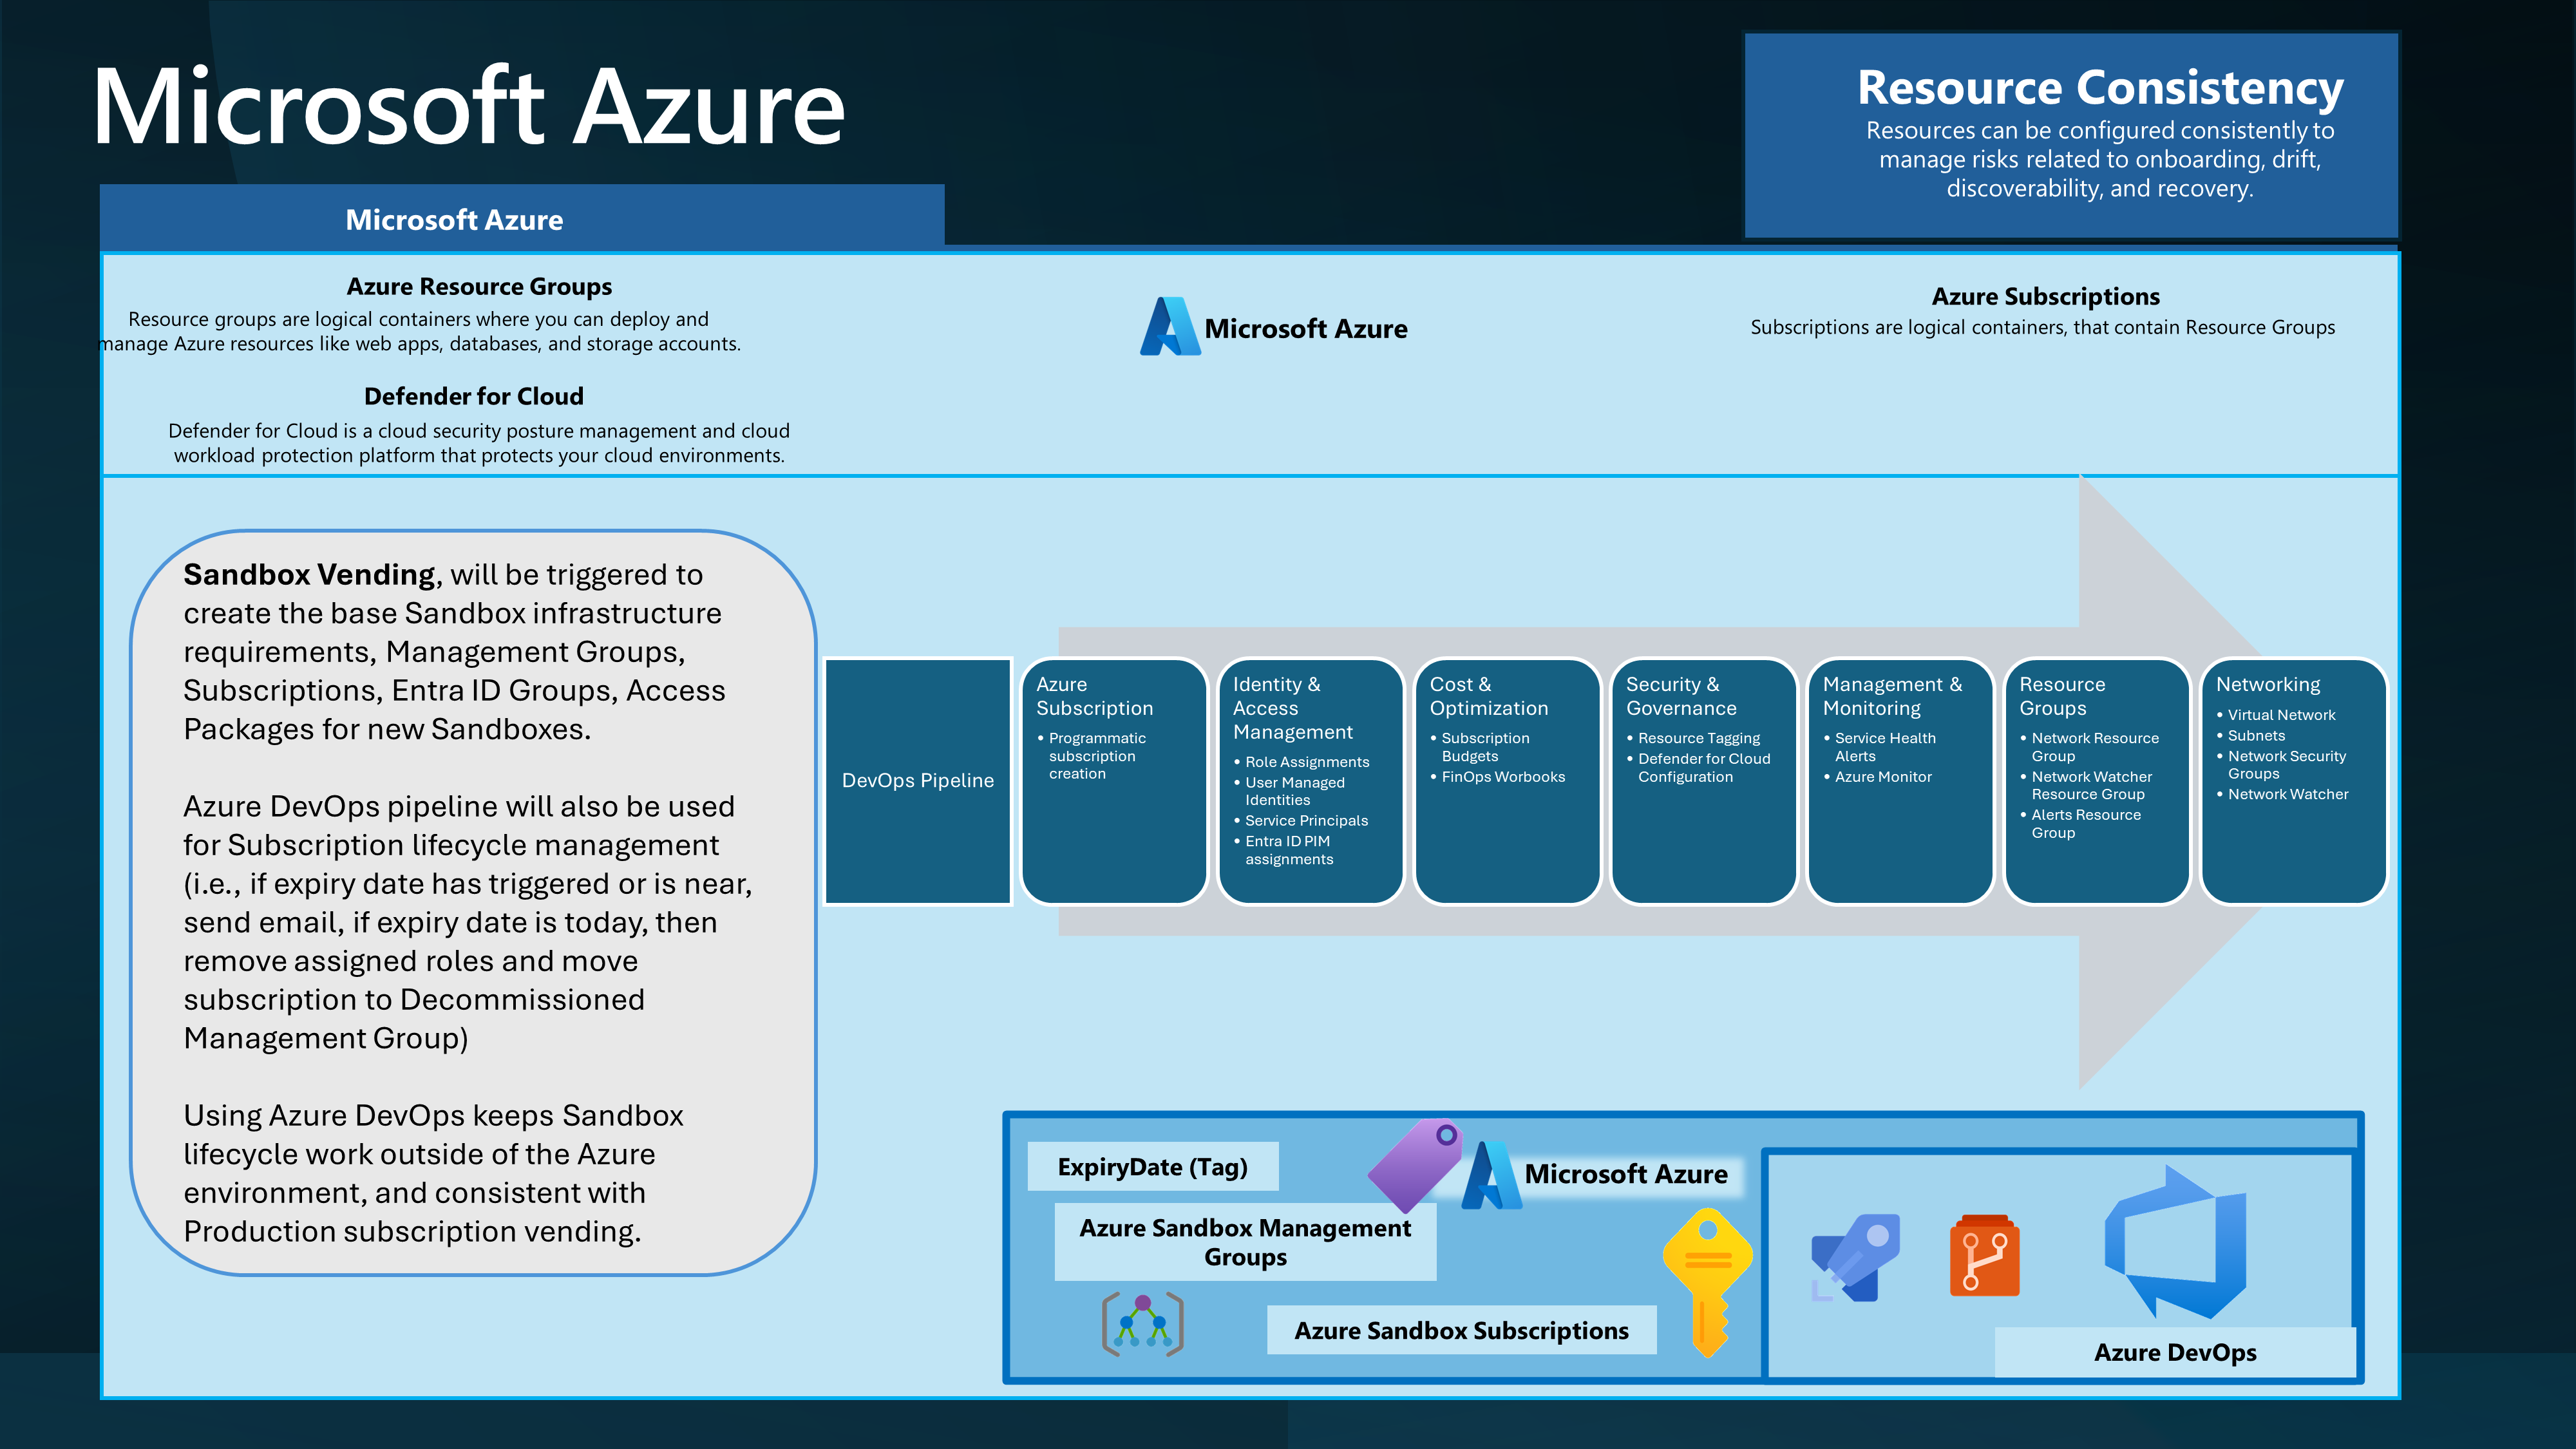 Microsoft Azure
Resource Consistency
Resources can be configured consistently to
manage risks related to onboarding, drift,
discoverability, and recovery.
Microsoft Azure
Azure Resource Groups
Resource groups are logical containers where you can deploy and
manage Azure resources like web apps, databases, and storage accounts.
Defender for Cloud
Defender for Cloud is a cloud security posture management and cloud
workload protection platform that protects your cloud environments.
Microsoft Azure
Azure Subscriptions
Subscriptions are logical containers, that contain Resource Groups
Sandbox Vending, will be triggered to
create the base Sandbox infrastructure
requirements, Management Groups,
Subscriptions, Entra ID Groups, Access
Packages for new Sandboxes.
Azure DevOps pipeline will also be used
for Subscription lifecycle management
(i.e., if expiry date has triggered or is near,
send email, if expiry date is today, then
remove assigned roles and move
subscription to Decommissioned
Management Group)
Using Azure DevOps keeps Sandbox
lifecycle work outside of the Azure
environment, and consistent with
Production subscription vending.
DevOps Pipeline
Azure
Subscription
• Programmatic
subscription
creation
Identity &
Access
Management
• Role Assignments
• User Managed
Identities
• Service Principals
• Entra ID PIM
assignments
Cost &
Optimization
• Subscription
Budgets
• FinOps Worbooks
Security &
Governance
• Resource Tagging
• Defender for Cloud
Configuration
Management &
Monitoring
• Service Health
Alerts
• Azure Monitor
Resource
Groups
• Network Resource
Group
• Network Watcher
Resource Group
• Alerts Resource
Group
Networking
• Virtual Network
• Subnets
• Network Security
Groups
• Network Watcher
ExpiryDate (Tag)
Microsoft Azure
Azure Sandbox Management
Groups
Azure Sandbox Subscriptions
Azure DevOps